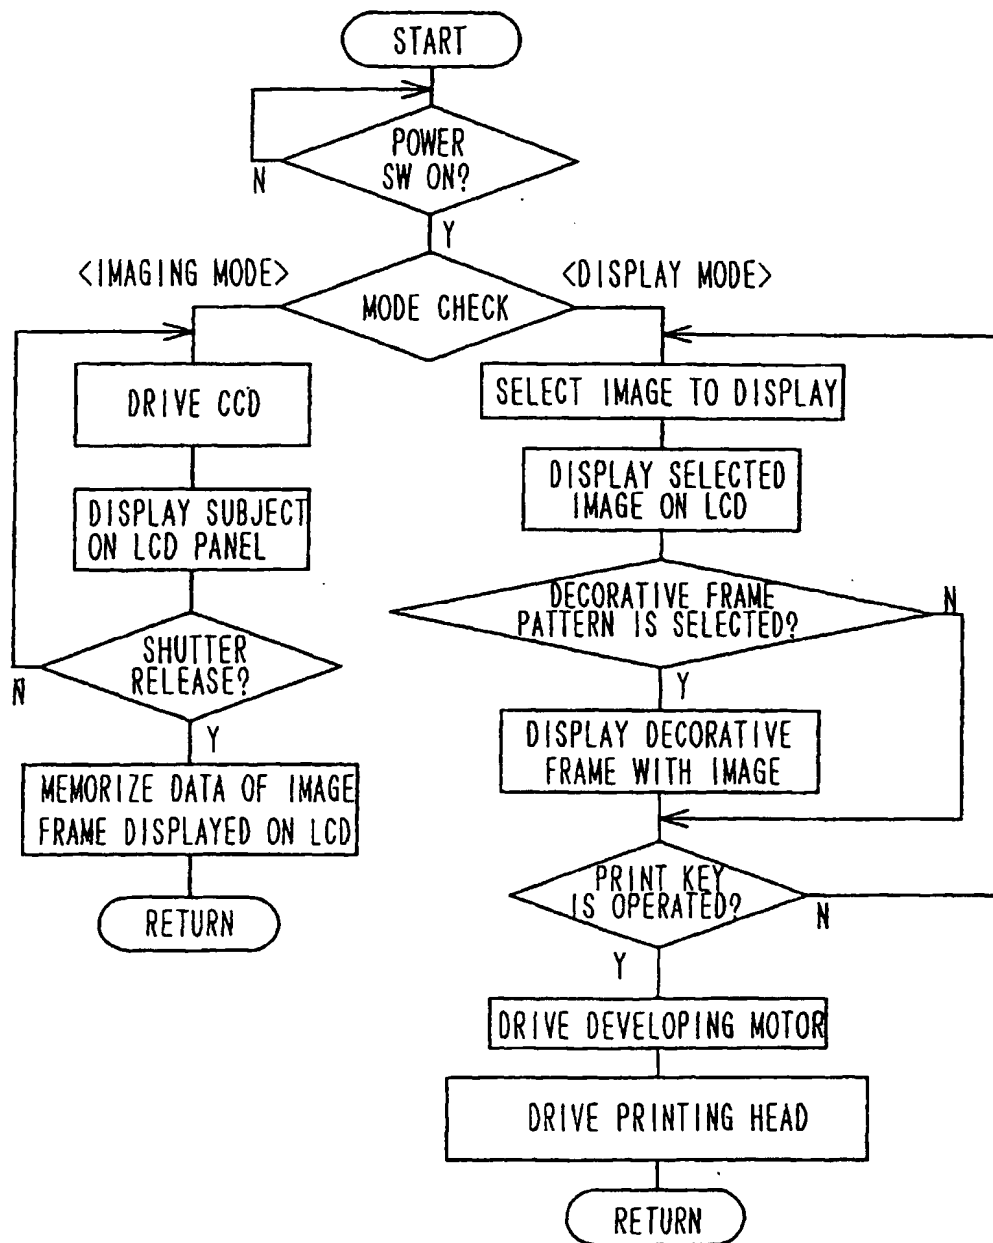 START
POWER
SW ON?
N
Y
<IMAGING MODE>
MODE CHECK
<DISPLAY MODE>
DRIVE CCD
DISPLAY SUBJECT
ON LCD PANEL
SHUTTER
RELEASE?
N
Y
MEMORIZE DATA OF IMAGE
FRAME DISPLAYED ON LCD
RETURN
SELECT IMAGE TO DISPLAY
DISPLAY SELECTED
IMAGE ON LCD
DECORATIVE FRAME
PATTERN IS SELECTED?
N
Y
DISPLAY DECORATIVE
FRAME WITH IMAGE
PRINT KEY
IS OPERATED?
N
Y
DRIVE DEVELOPING MOTOR
DRIVE PRINTING HEAD
RETURN